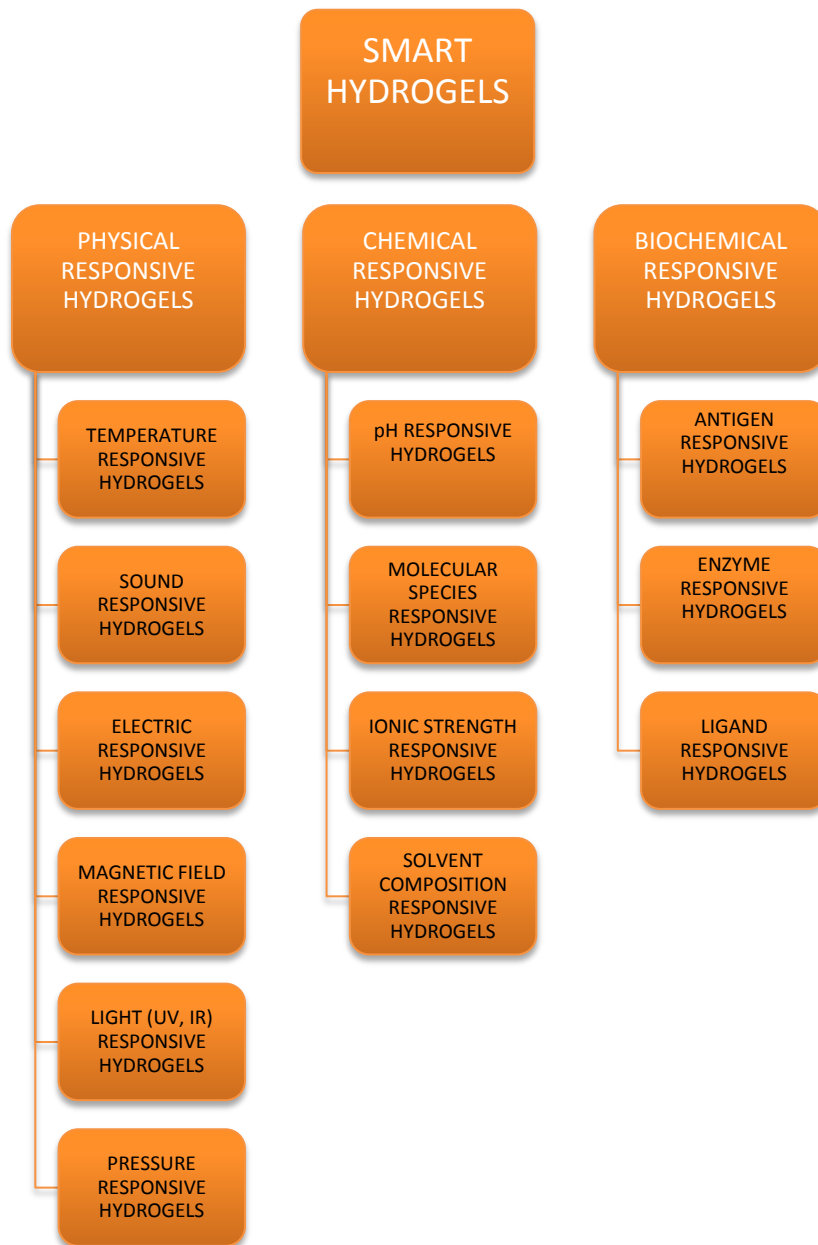 SMART
HYDROGELS
PHYSICAL
RESPONSIVE
HYDROGELS
TEMPERATURE
RESPONSIVE
HYDROGELS
SOUND
RESPONSIVE
HYDROGELS
ELECTRIC
RESPONSIVE
HYDROGELS
MAGNETIC FIELD
RESPONSIVE
HYDROGELS
LIGHT (UV, IR)
RESPONSIVE
HYDROGELS
PRESSURE
RESPONSIVE
HYDROGELS
CHEMICAL
RESPONSIVE
HYDROGELS
pH RESPONSIVE
HYDROGELS
MOLECULAR
SPECIES
RESPONSIVE
HYDROGELS
IONIC STRENGTH
RESPONSIVE
HYDROGELS
SOLVENT
COMPOSITION
RESPONSIVE
HYDROGELS
BIOCHEMICAL
RESPONSIVE
HYDROGELS
ANTIGEN
RESPONSIVE
HYDROGELS
ENZYME
RESPONSIVE
HYDROGELS
LIGAND
RESPONSIVE
HYDROGELS